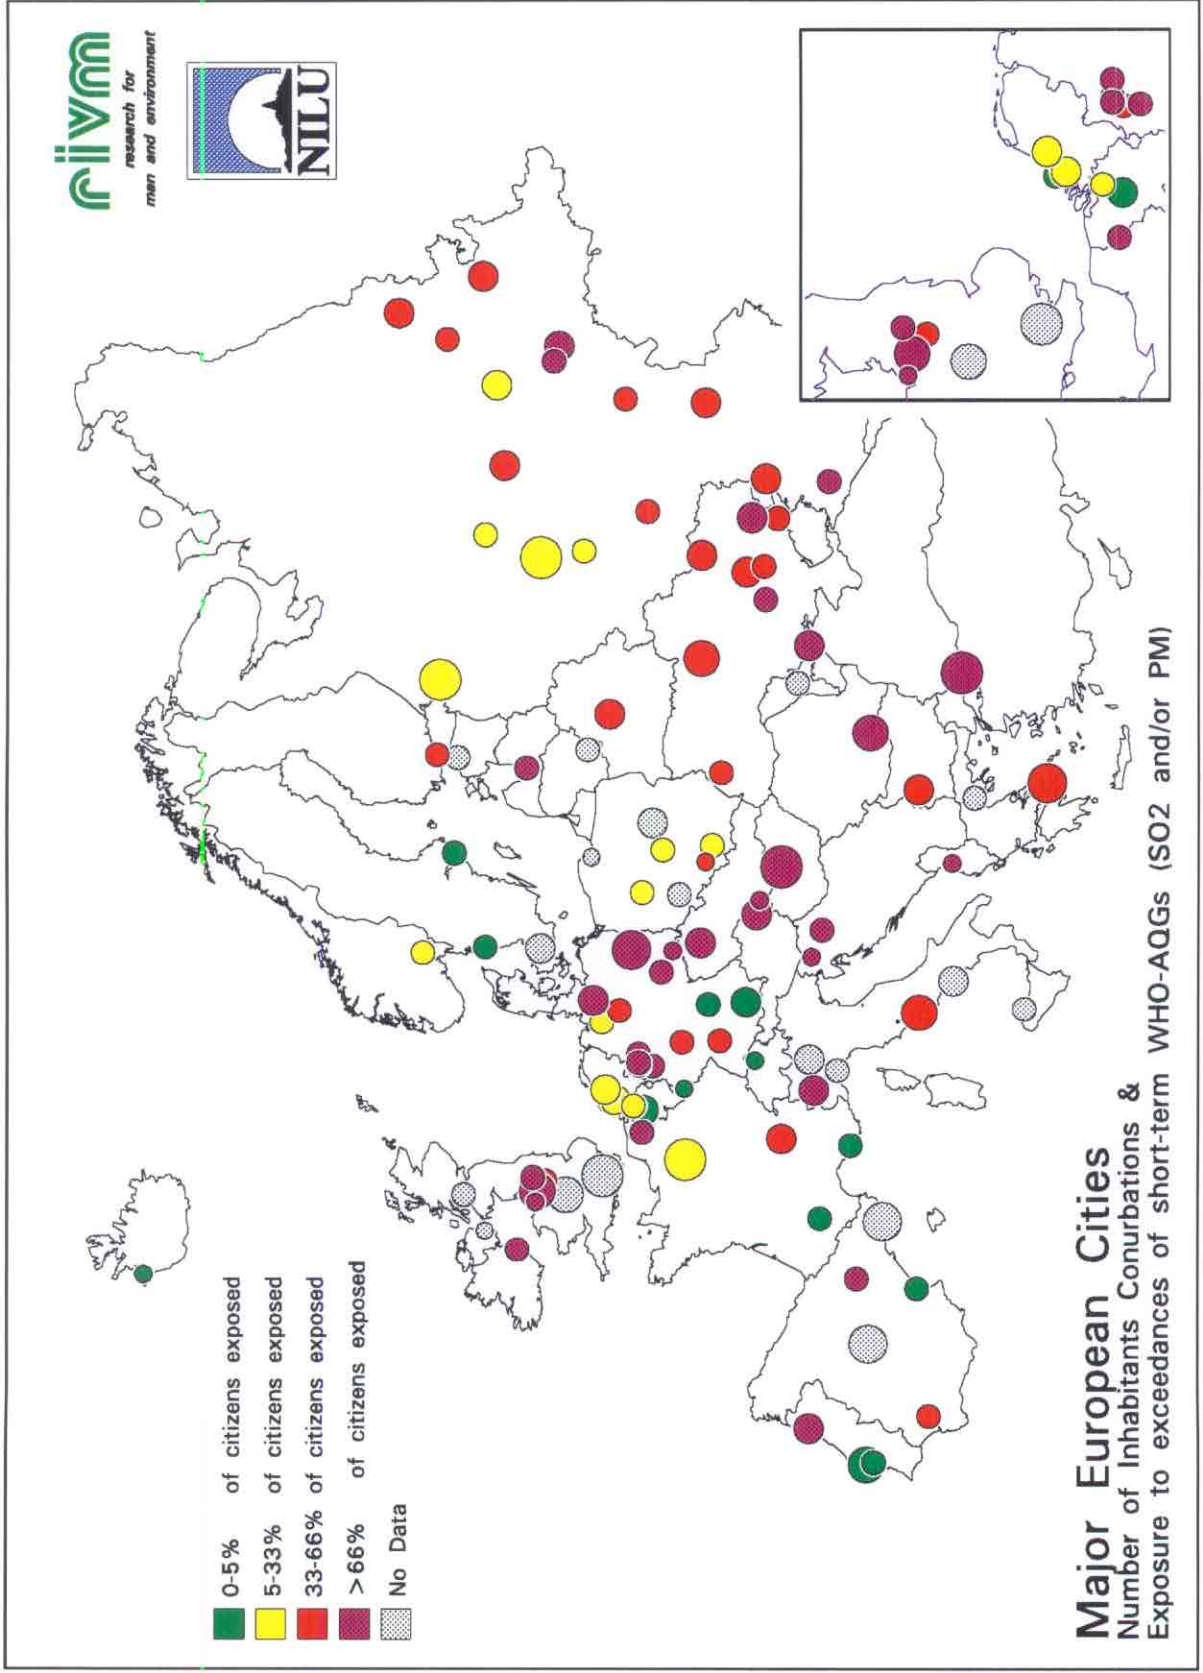 riivm
research for
man and environment
NILU
0-5% of citizens exposed
5-33% of citizens exposed
33-66% of citizens exposed
>66% of citizens exposed
No Data
Major European Cities
Number of Inhabitants Conurbations &
Exposure to exceedances of short-term WHO-AQGs (SO2 and/or PM)